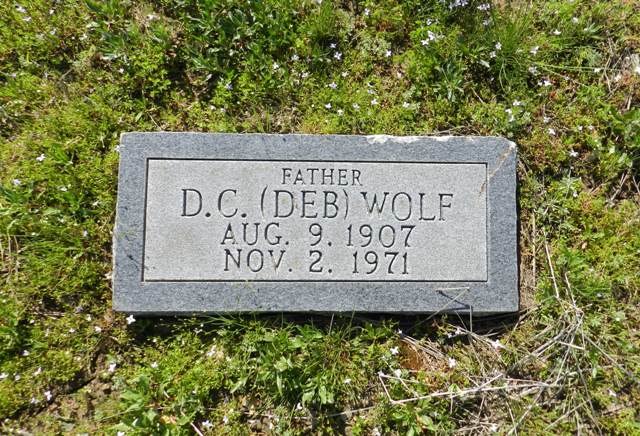 FATHER
D.C. (DEB) WOLF
AUG. 9. 1907
NOV. 2. 1971